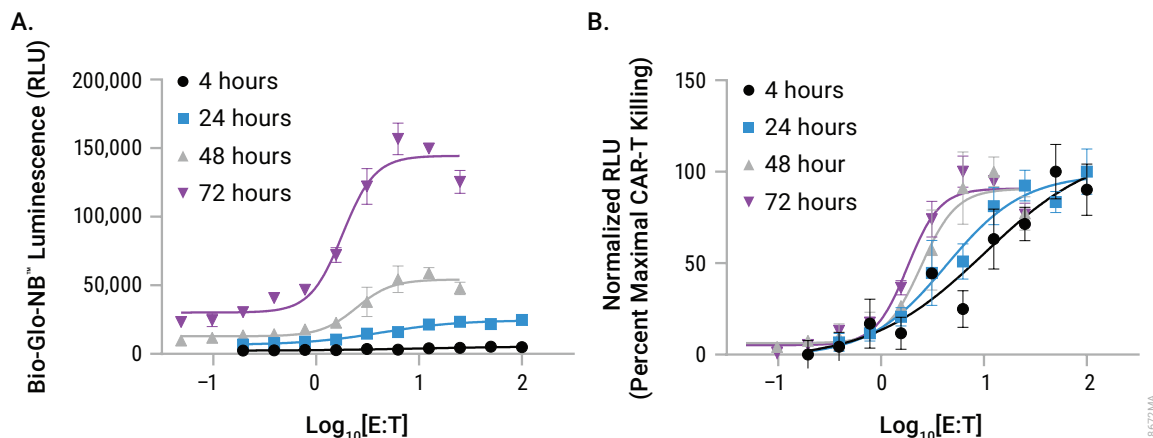 A.
Bio-Glo-NB™ Luminescence (RLU)
200,000
150,000
100,000
50,000
0
4 hours
24 hours
48 hours
72 hours
−1
0
1
2
Log10[E:T]
B.
Normalized RLU
(Percent Maximal CAR-T Killing)
150
100
50
0
4 hours
24 hours
48 hour
72 hours
−1
0
1
2
Log10[E:T]